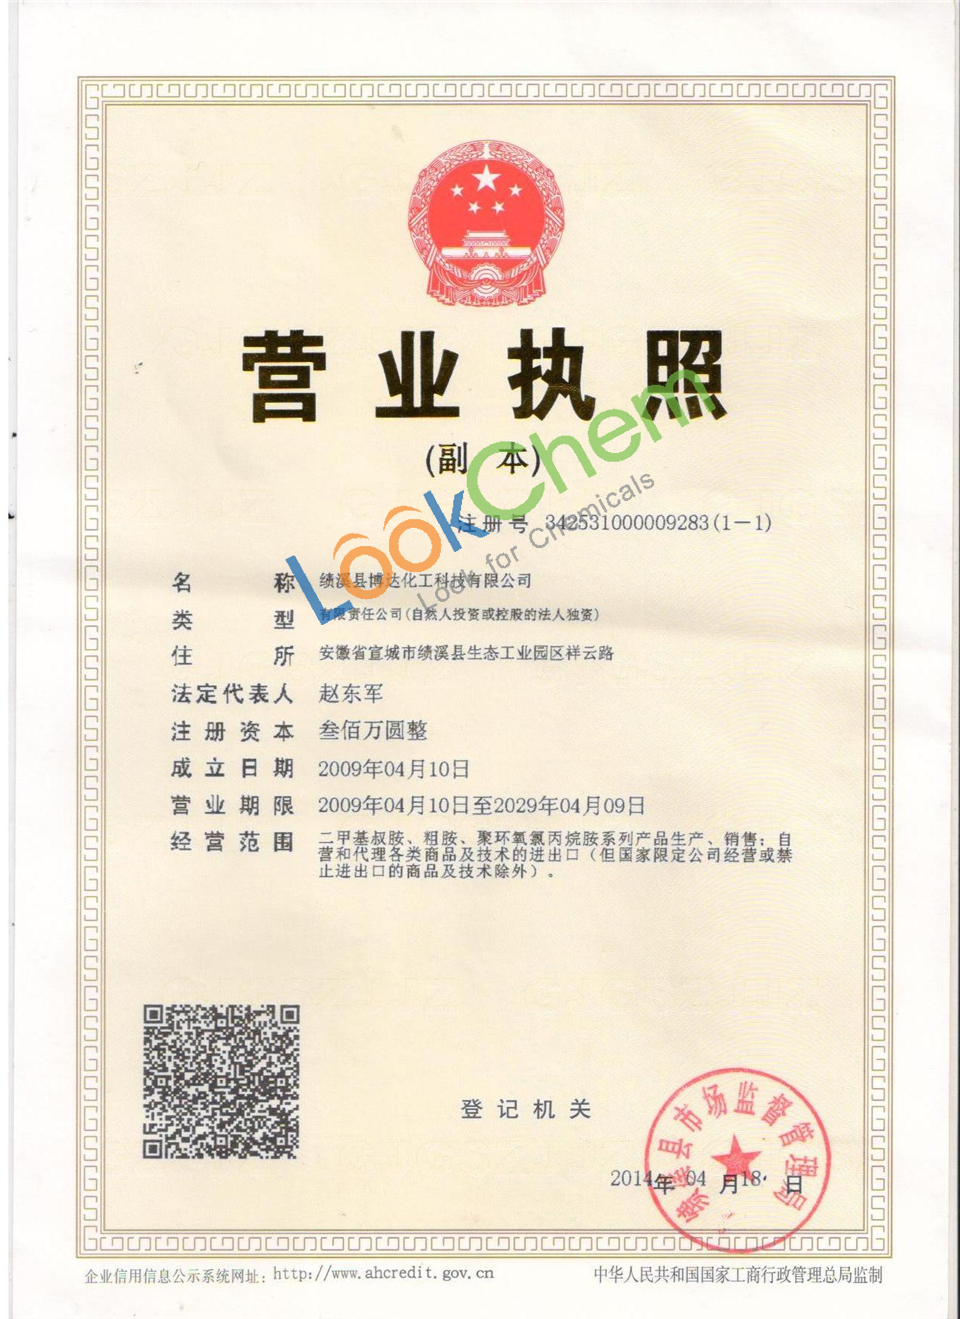 营业执照
(副 本)
LookChem
Look for Chemicals
注册号 342531000009283(1-1)
名 称 绩溪县博达化工科技有限公司
类 型 有限责任公司(自然人投资或控股的法人独资)
住 所 安徽省宣城市绩溪县生态工业园区祥云路
法定代表人 赵东军
注册资本 叁佰万圆整
成立日期 2009年04月10日
营业期限 2009年04月10日至2029年04月09日
经营范围 二甲基叔胺、粗胺、聚环氧氯丙烷胺系列产品生产、销售；自
营和代理各类商品及技术的进出口（但国家限定公司经营或禁
止进出口的商品及技术除外）。
登记机关
绩溪县市场监督管理局
2014年04月18日
企业信用信息公示系统网址：http://www.ahcredit.gov.cn
中华人民共和国国家工商行政管理总局监制